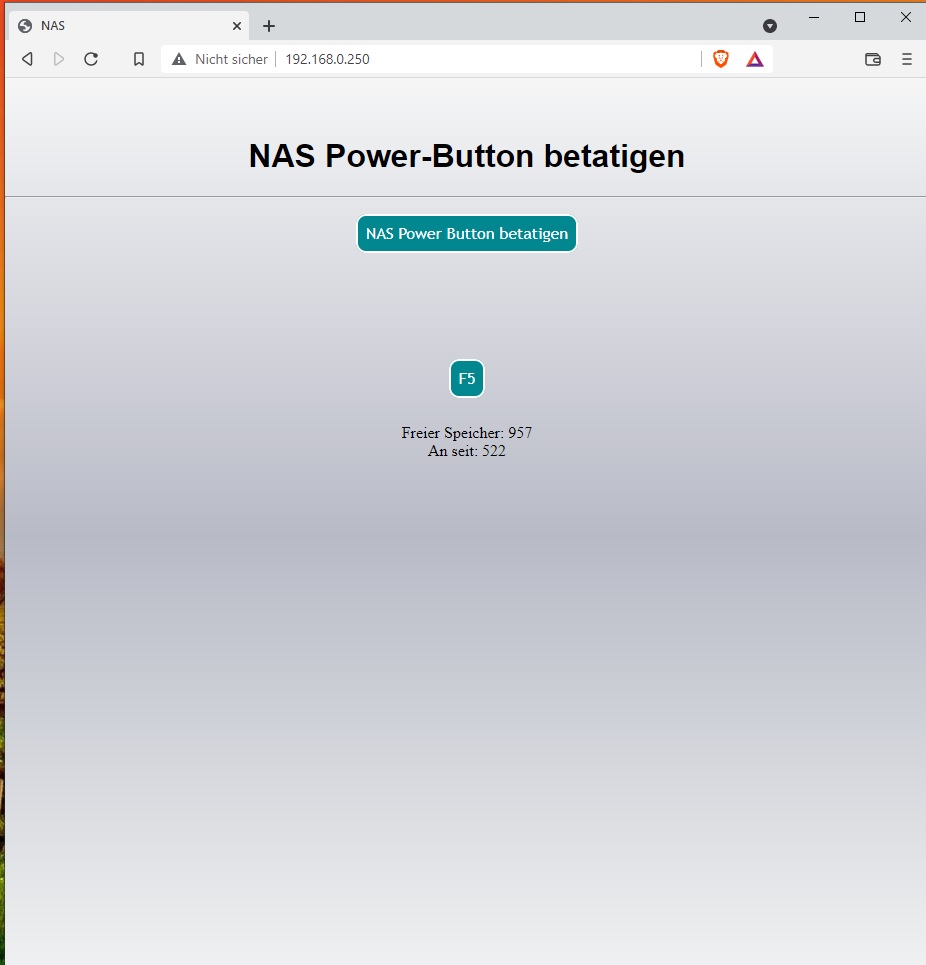 NAS
Nicht sicher 192.168.0.250
NAS Power-Button betatigen
NAS Power Button betatigen
F5
Freier Speicher: 957
An seit: 522